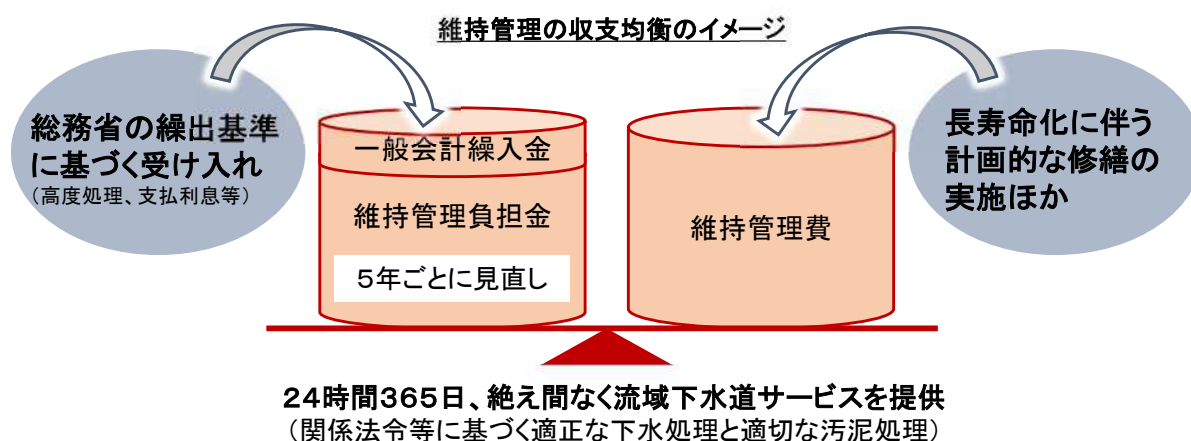 維持管理の収支均衡のイメージ
総務省の繰出基準
に基づく受け入れ
（高度処理、支払利息等）
一般会計繰入金
維持管理負担金
５年ごとに見直し
維持管理費
長寿命化に伴う
計画的な修繕の
実施ほか
２４時間３６５日、絶え間なく流域下水道サービスを提供
（関係法令等に基づく適正な下水処理と適切な汚泥処理）